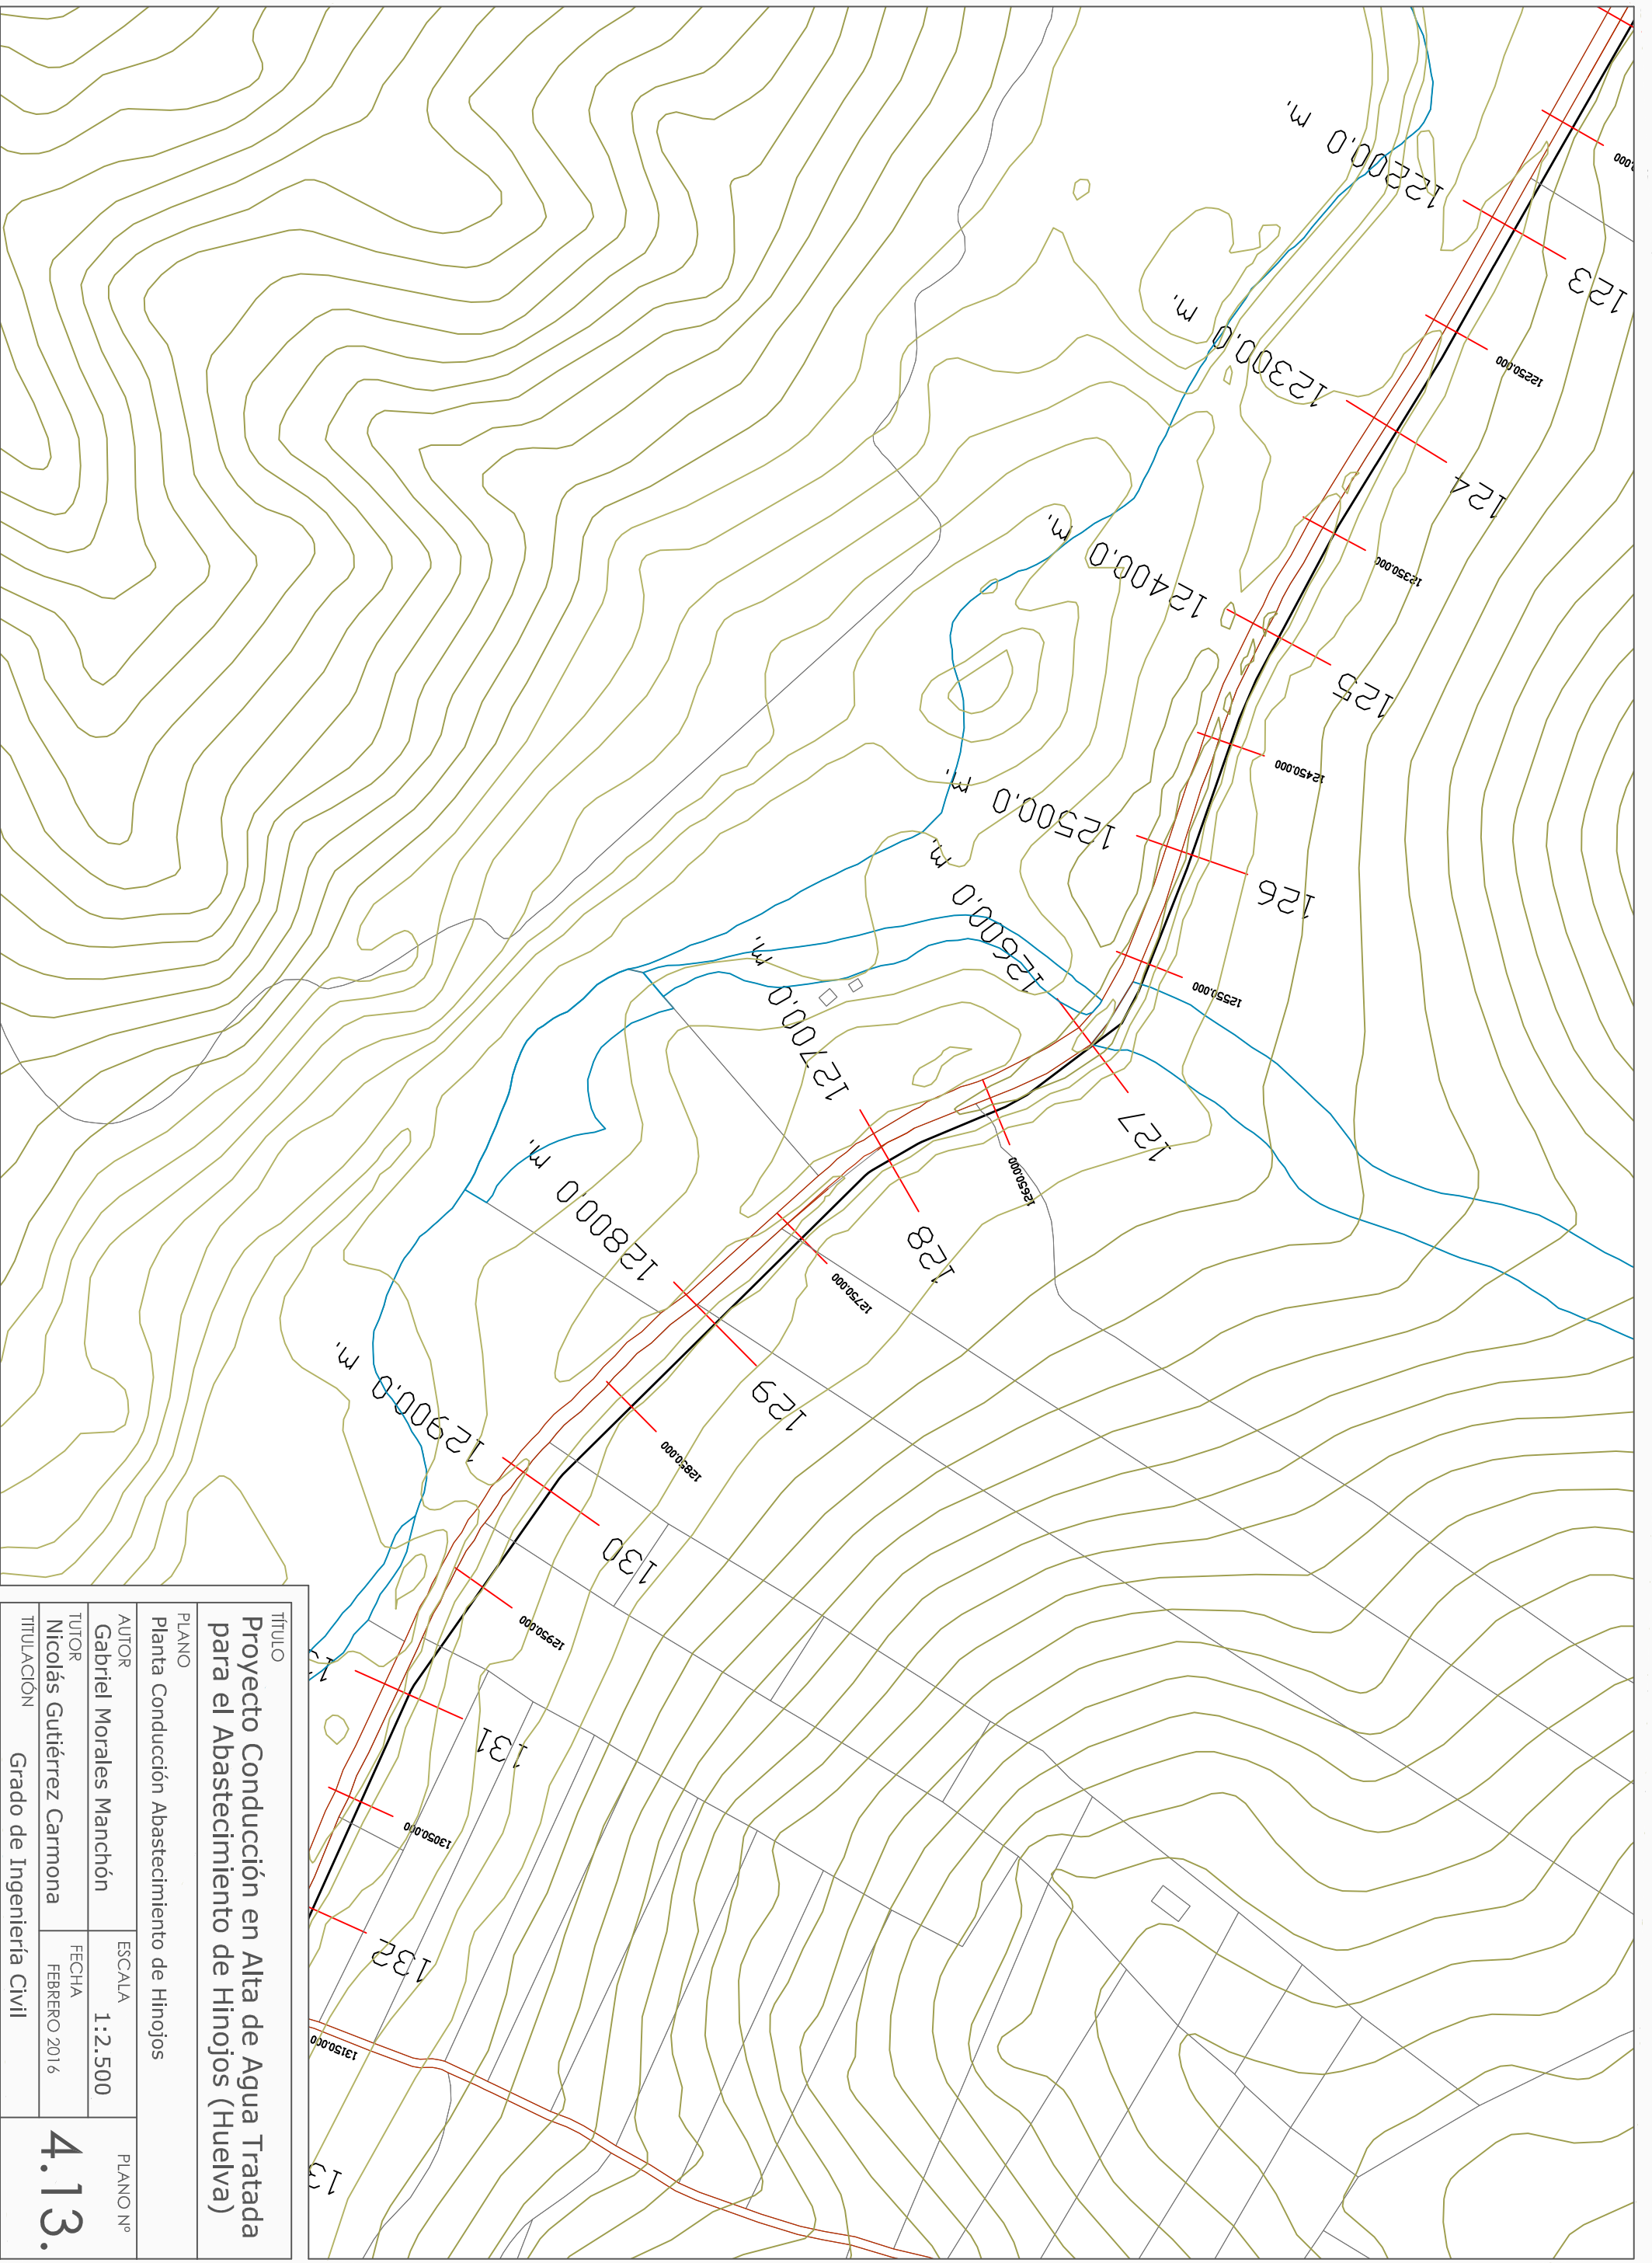 12200.0 m.
123
12250.000
12300.0 m.
124
12350.000
12400.0 m.
125
12450.000
12500.0 m.
126
12550.000
12600.0 m.
127
12650.000
12700.0 m.
128
12750.000
12800.0 m.
129
12850.000
12900.0 m.
130
12950.000
131
13050.000
132
13150.000
TÍTULO
Proyecto Conducción en Alta de Agua Tratada
para el Abastecimiento de Hinojos (Huelva)
PLANO
Planta Conducción Abastecimiento de Hinojos
AUTOR
Gabriel Morales Manchón
ESCALA
1:2.500
PLANO Nº
4.13.
TUTOR
Nicolás Gutiérrez Carmona
FECHA
FEBRERO 2016
TITULACIÓN
Grado de Ingeniería Civil